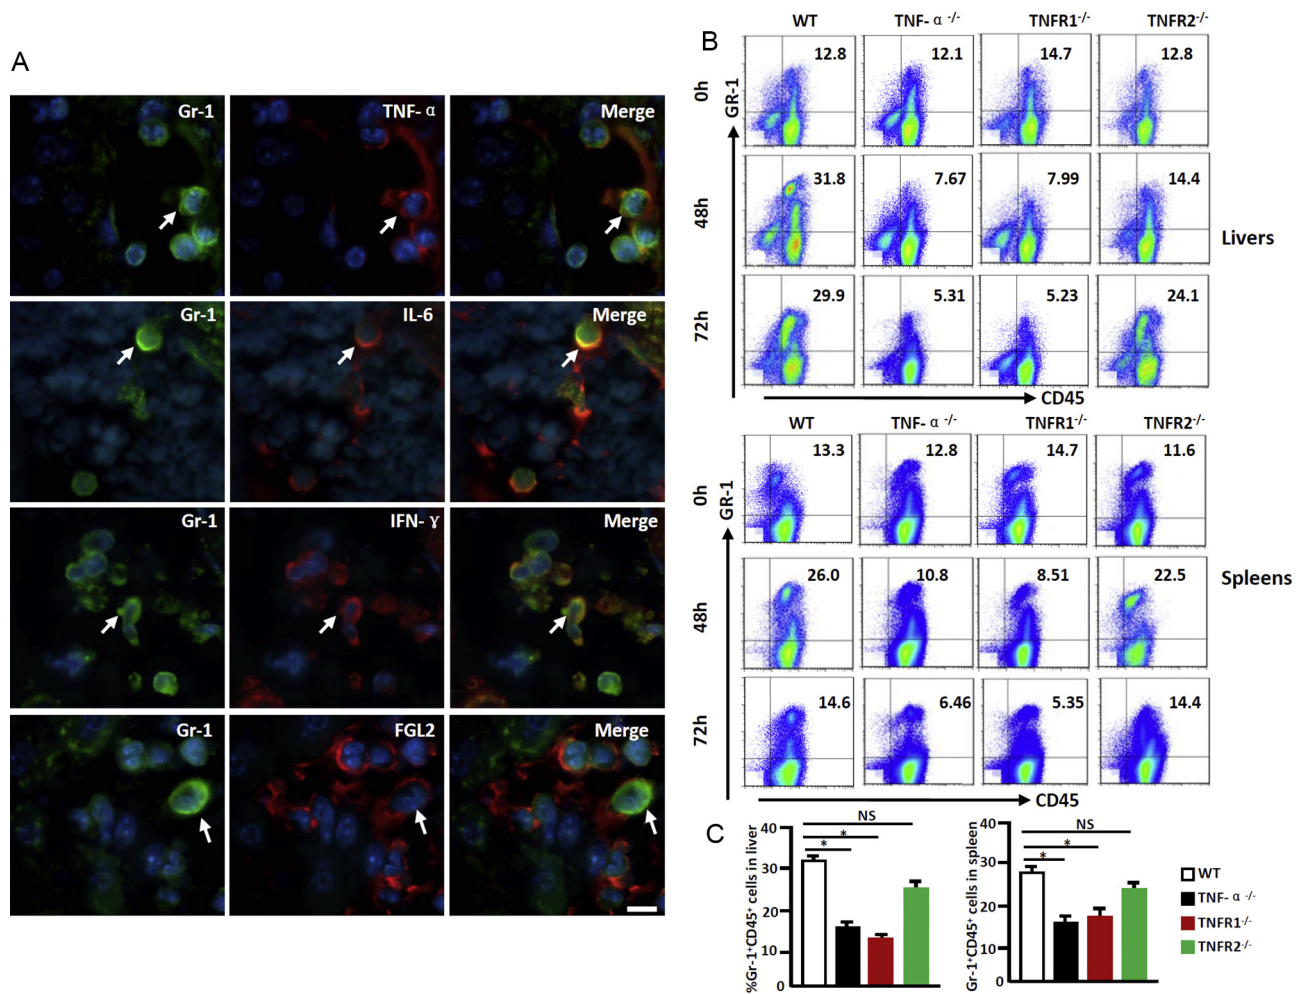 A
Gr-1 TNF- α Merge
Gr-1 IL-6 Merge
Gr-1 IFN- γ Merge
Gr-1 FGL2 Merge
B
WT TNF- α -/- TNFR1-/- TNFR2-/-
0h 12.8 12.1 14.7 12.8
GR-1
48h 31.8 7.67 7.99 14.4
Livers
72h 29.9 5.31 5.23 24.1
CD45
WT TNF- α -/- TNFR1-/- TNFR2-/-
0h 13.3 12.8 14.7 11.6
GR-1
48h 26.0 10.8 8.51 22.5
Spleens
72h 14.6 6.46 5.35 14.4
CD45
C
%Gr-1+CD45+ cells in liver
40
30
20
10
0
NS
*
*
Gr-1+CD45+ cells in spleen
40
30
20
10
0
NS
*
*
WT
TNF- α -/-
TNFR1-/-
TNFR2-/-